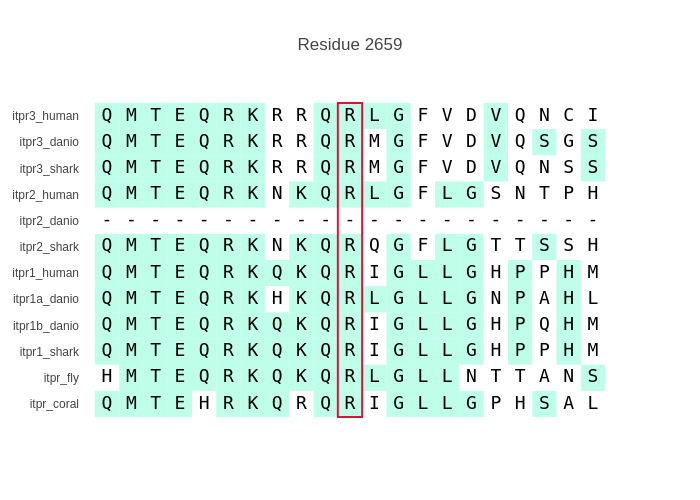 Residue 2659
itpr3_human Q M T E Q R K R R Q R L G F V D V Q N C I
itpr3_danio Q M T E Q R K R R Q R M G F V D V Q S G S
itpr3_shark Q M T E Q R K R R Q R M G F V D V Q N S S
itpr2_human Q M T E Q R K N K Q R L G F L G S N T P H
itpr2_danio - - - - - - - - - - - - - - - - - - - - -
itpr2_shark Q M T E Q R K N K Q R Q G F L G T T S S H
itpr1_human Q M T E Q R K Q K Q R I G L L G H P P H M
itpr1a_danio Q M T E Q R K H K Q R L G L L G N P A H L
itpr1b_danio Q M T E Q R K Q K Q R I G L L G H P Q H M
itpr1_shark Q M T E Q R K Q K Q R I G L L G H P P H M
itpr_fly H M T E Q R K Q K Q R L G L L N T T A N S
itpr_coral Q M T E H R K Q R Q R I G L L G P H S A L